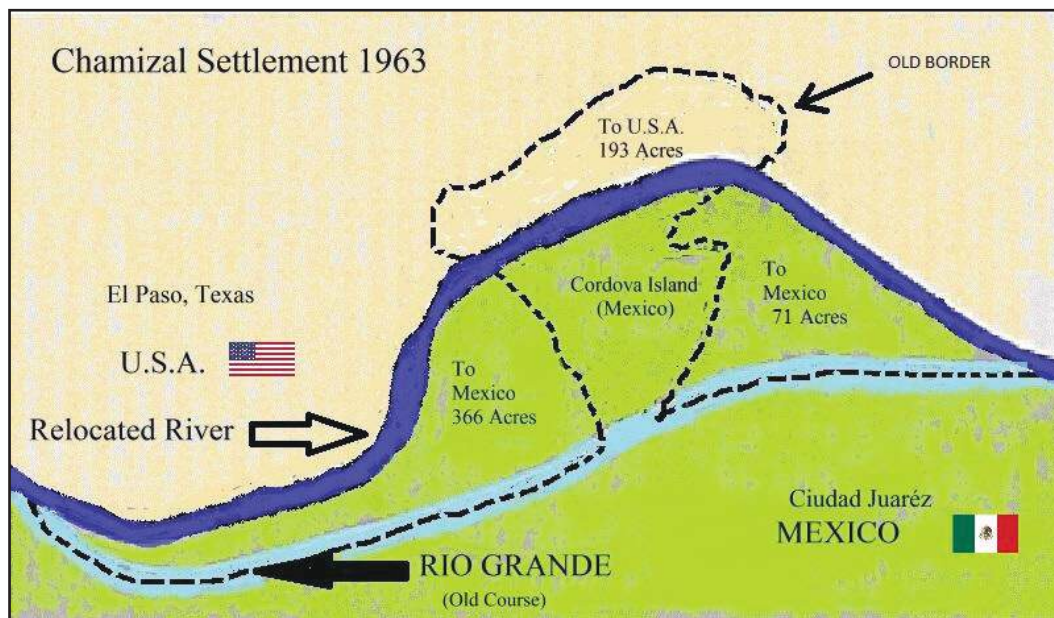 Chamizal Settlement 1963
OLD BORDER
To U.S.A.
193 Acres
El Paso, Texas
U.S.A.
Cordova Island
(Mexico)
To
Mexico
71 Acres
To
Mexico
366 Acres
Relocated River
Ciudad Juaréz
MEXICO
RIO GRANDE
(Old Course)